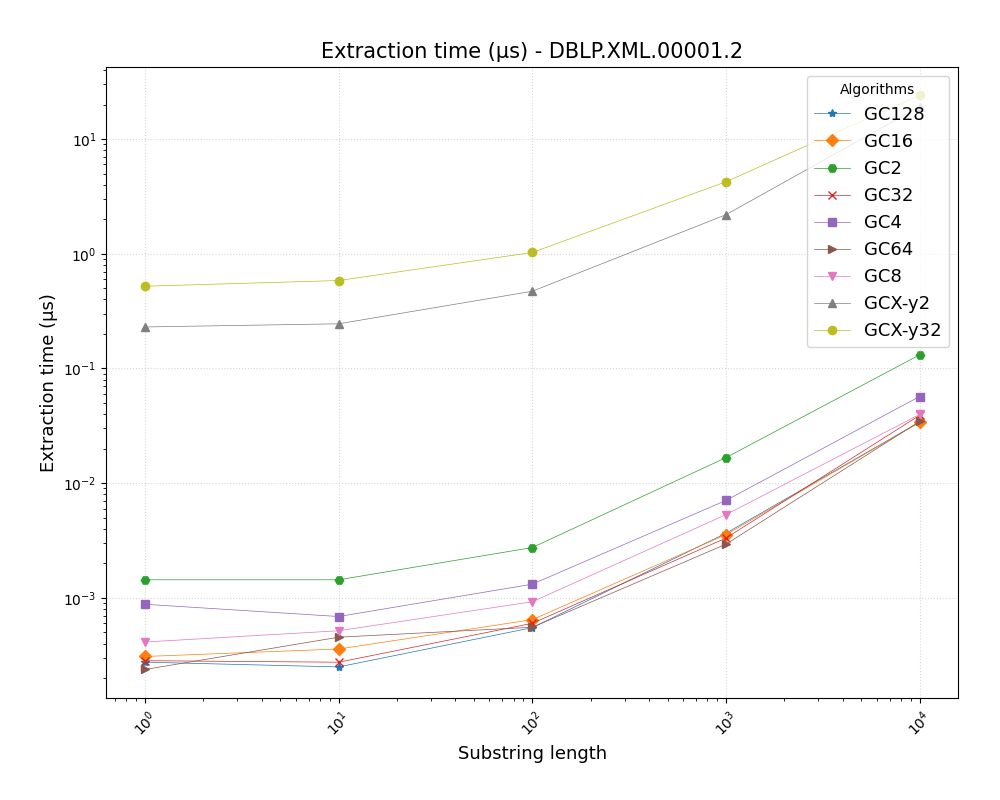 Extraction time (µs) - DBLP.XML.00001.2
Extraction time (µs)
10¹
10⁰
10⁻¹
10⁻²
10⁻³
Algorithms
GC128
GC16
GC2
GC32
GC4
GC64
GC8
GCX-y2
GCX-y32
10⁰ 10¹ 10² 10³ 10⁴
Substring length